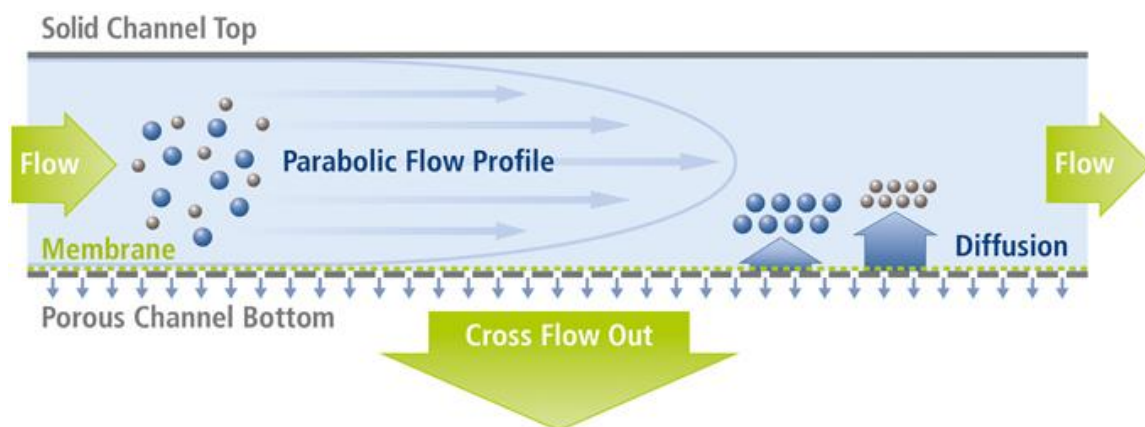 Solid Channel Top
Flow
Parabolic Flow Profile
Flow
Membrane
Diffusion
Porous Channel Bottom
Cross Flow Out